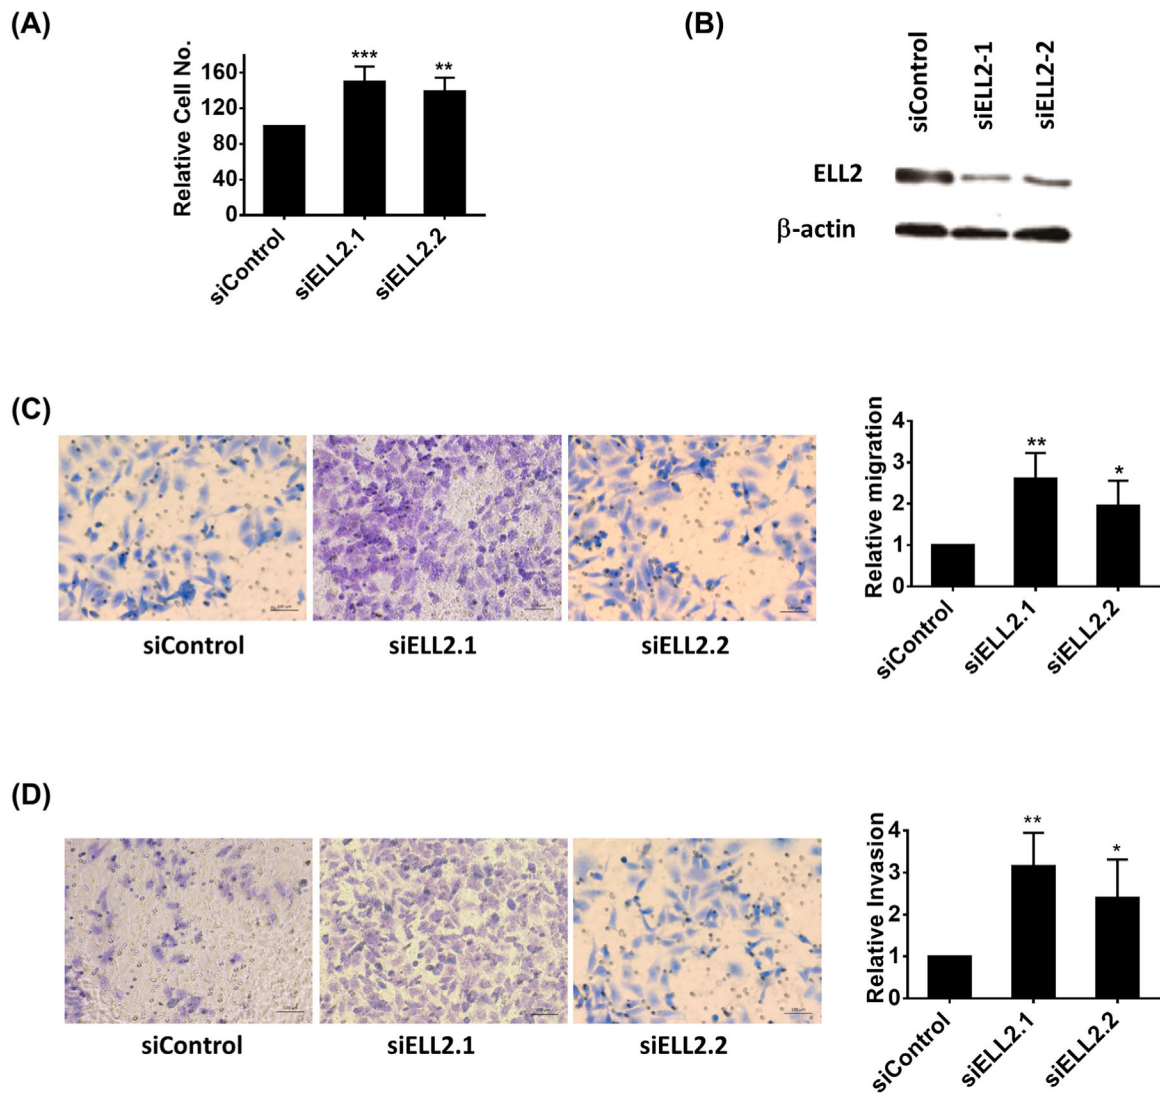 (A)
Relative Cell No.
160
120
80
40
0
***
**
siControl
siELL2.1
siELL2.2
(B)
siControl
siELL2-1
siELL2-2
ELL2
β-actin
(C)
siControl
siELL2.1
siELL2.2
Relative migration
4
3
2
1
0
**
*
siControl
siELL2.1
siELL2.2
(D)
siControl
siELL2.1
siELL2.2
Relative Invasion
4
3
2
1
0
**
*
siControl
siELL2.1
siELL2.2